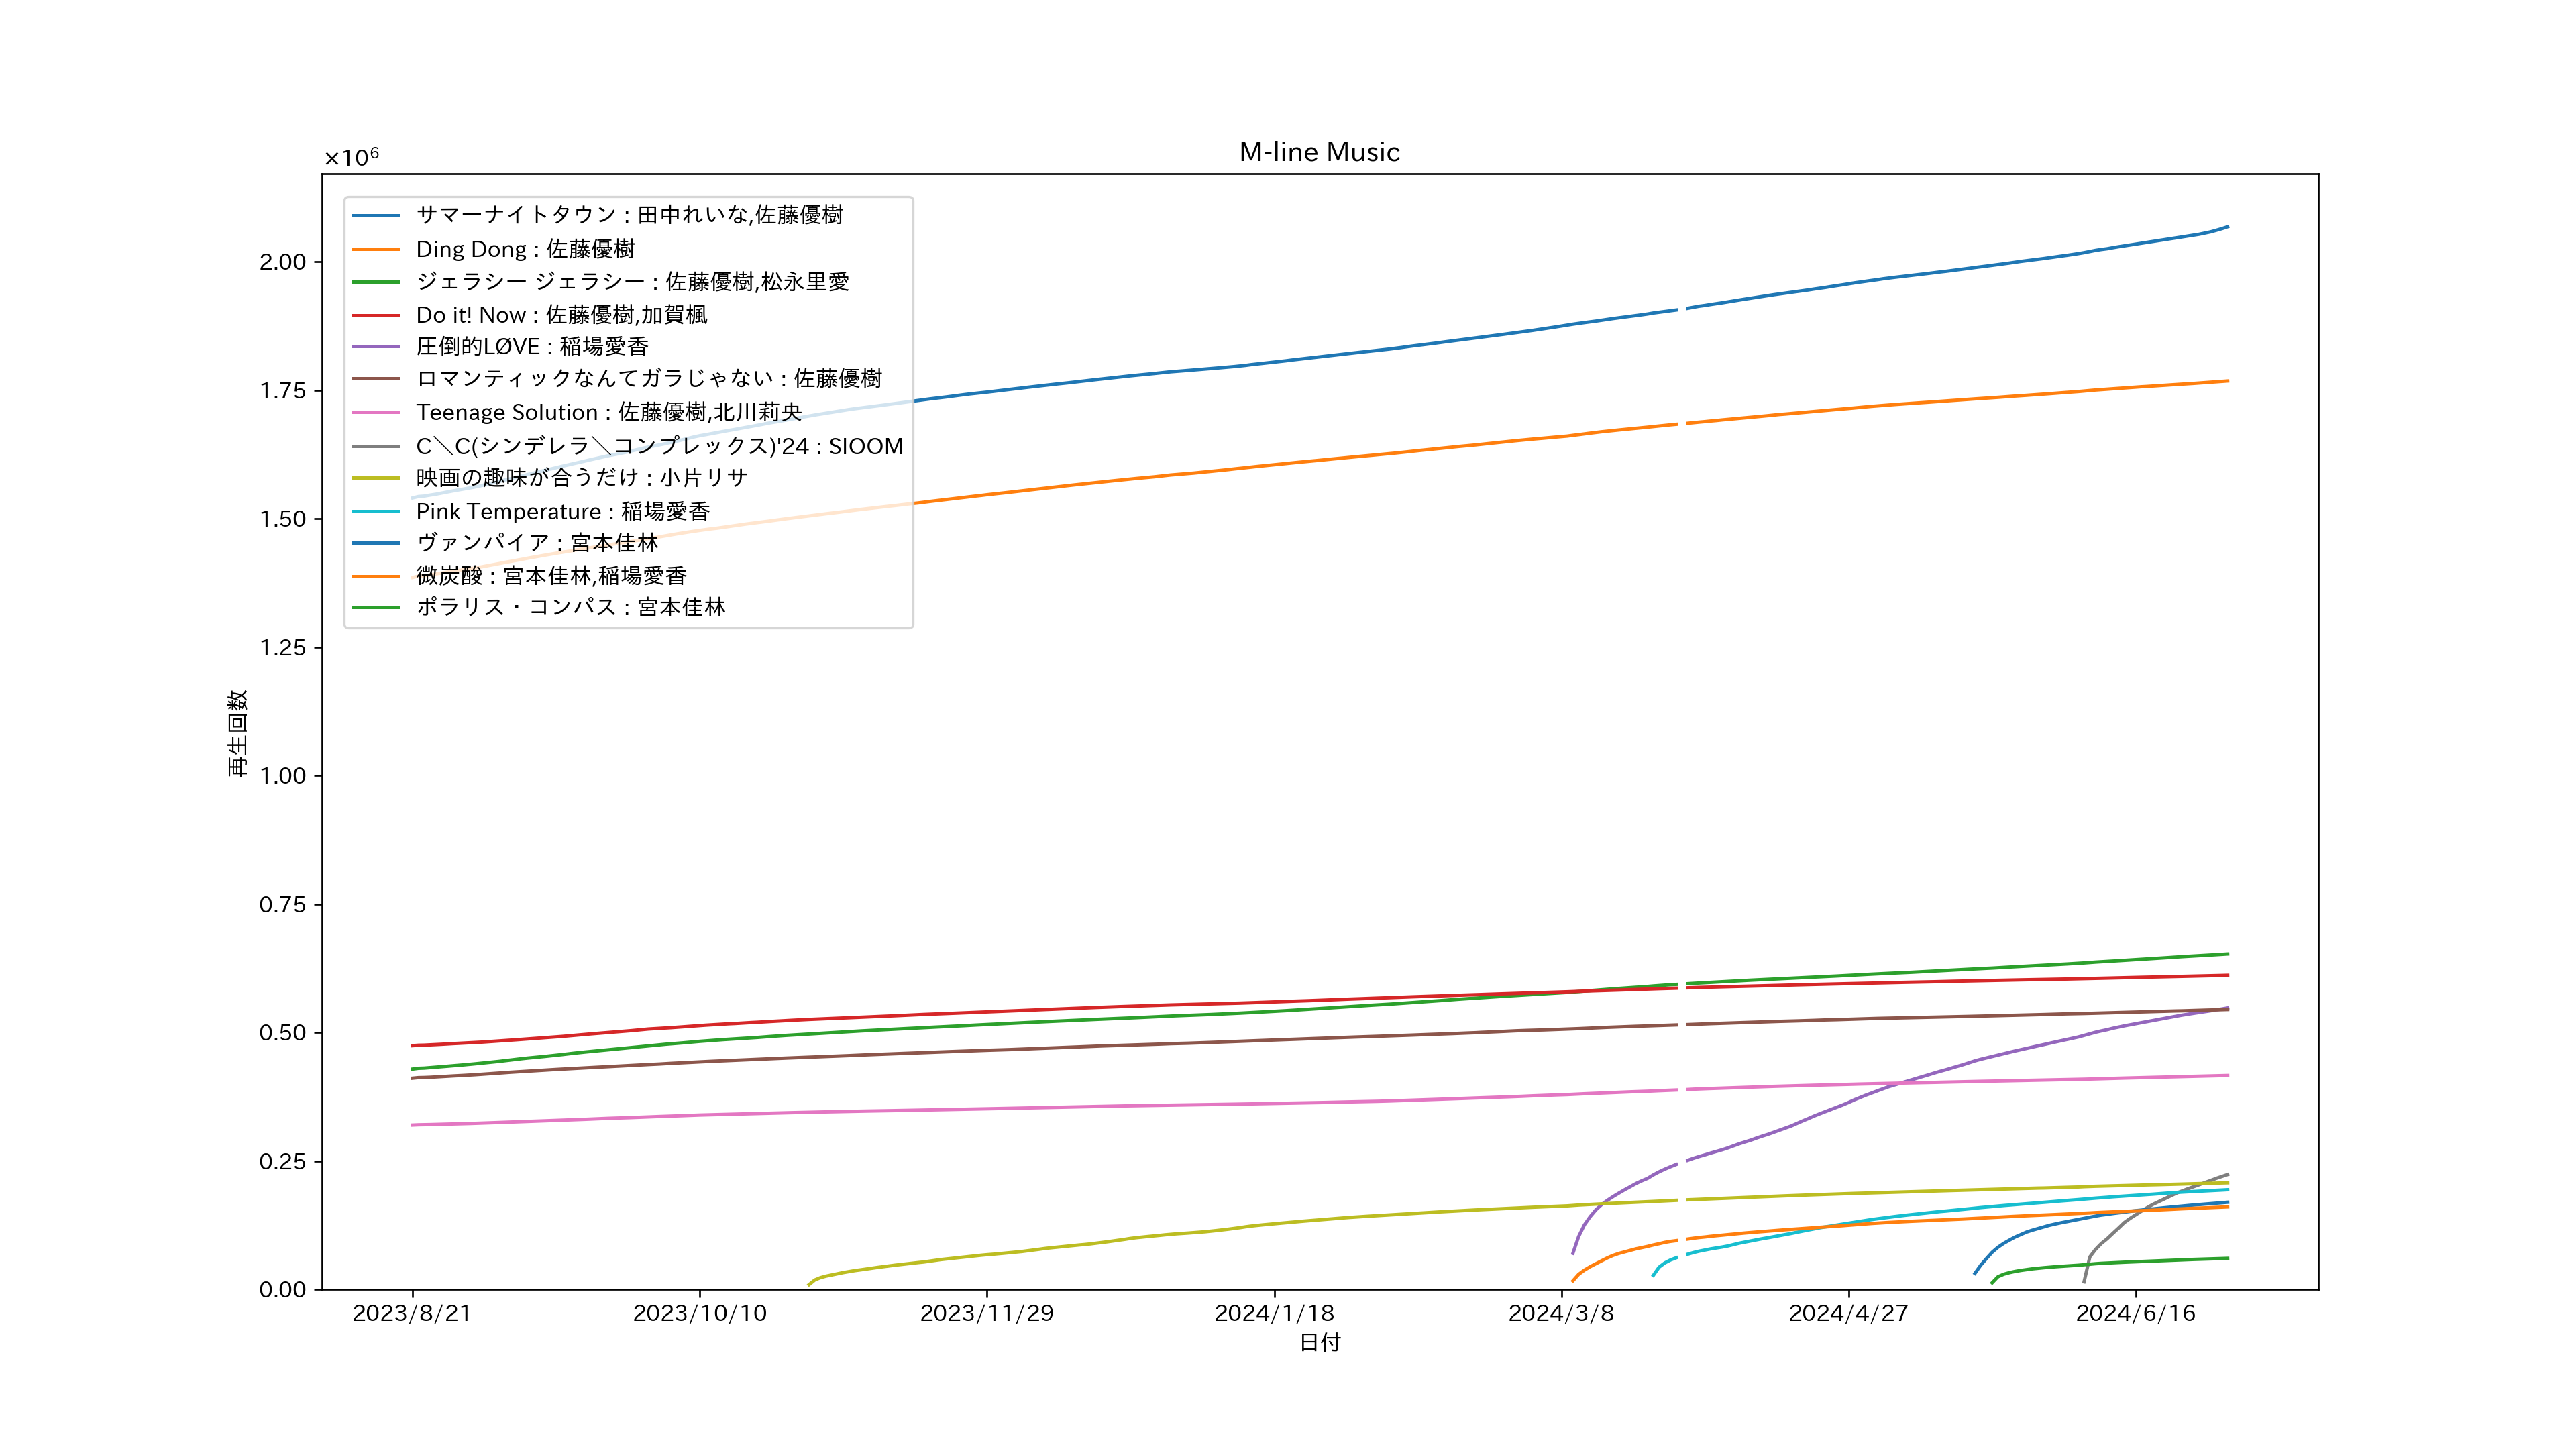 M-line Music
×10⁶
サマーナイトタウン : 田中れいな,佐藤優樹
Ding Dong : 佐藤優樹
ジェラシー ジェラシー : 佐藤優樹,松永里愛
Do it! Now : 佐藤優樹,加賀楓
圧倒的LØVE : 稲場愛香
ロマンティックなんてガラじゃない : 佐藤優樹
Teenage Solution : 佐藤優樹,北川莉央
C＼C(シンデレラ＼コンプレックス)'24 : SIOOM
映画の趣味が合うだけ : 小片リサ
Pink Temperature : 稲場愛香
ヴァンパイア : 宮本佳林
微炭酸 : 宮本佳林,稲場愛香
ポラリス・コンパス : 宮本佳林
2.00
1.75
1.50
1.25
1.00
0.75
0.50
0.25
0.00
再生回数
2023/8/21
2023/10/10
2023/11/29
2024/1/18
2024/3/8
2024/4/27
2024/6/16
日付